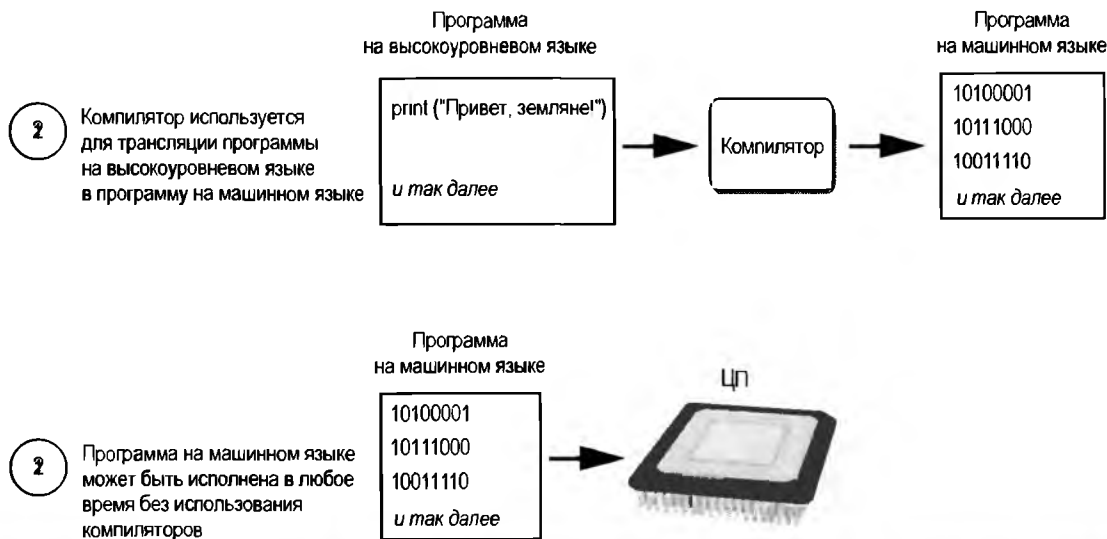 Программа
на высокоуровневом языке
Программа
на машинном языке
2
Компилятор используется
для трансляции программы
на высокоуровневом языке
в программу на машинном языке
print ("Привет, земляне!")
и так далее
Компилятор
10100001
10111000
10011110
и так далее
Программа
на машинном языке
ЦП
2
Программа на машинном языке
может быть исполнена в любое
время без использования
компиляторов
10100001
10111000
10011110
и так далее